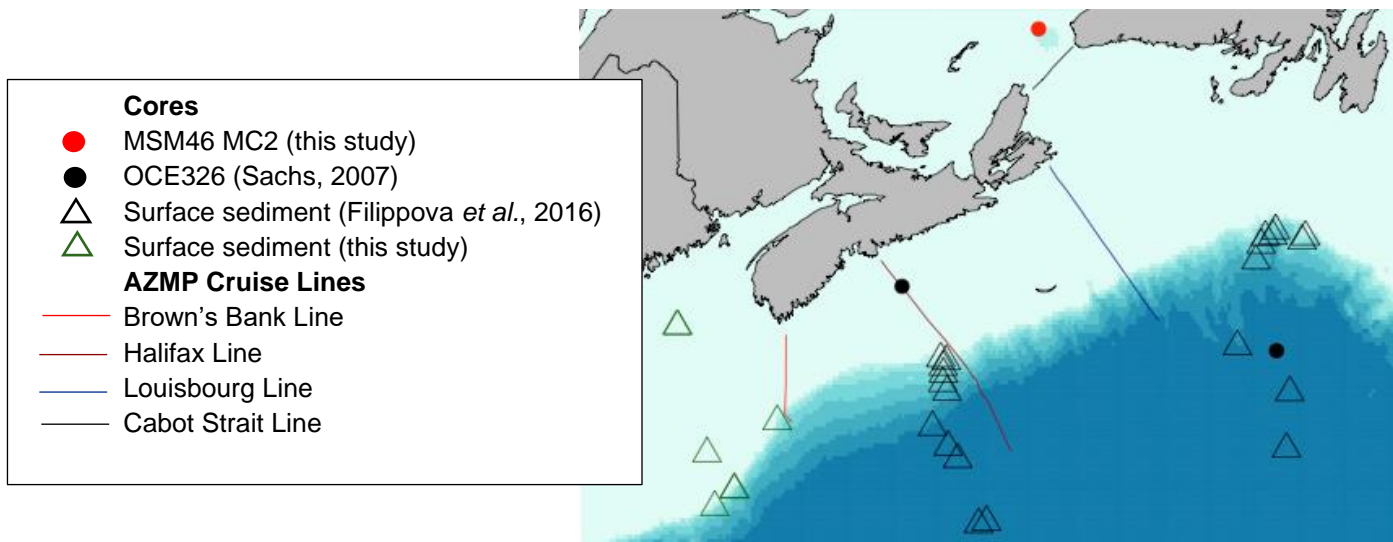 Cores
MSM46 MC2 (this study)
OCE326 (Sachs, 2007)
Surface sediment (Filippova et al., 2016)
Surface sediment (this study)
AZMP Cruise Lines
Brown's Bank Line
Halifax Line
Louisbourg Line
Cabot Strait Line